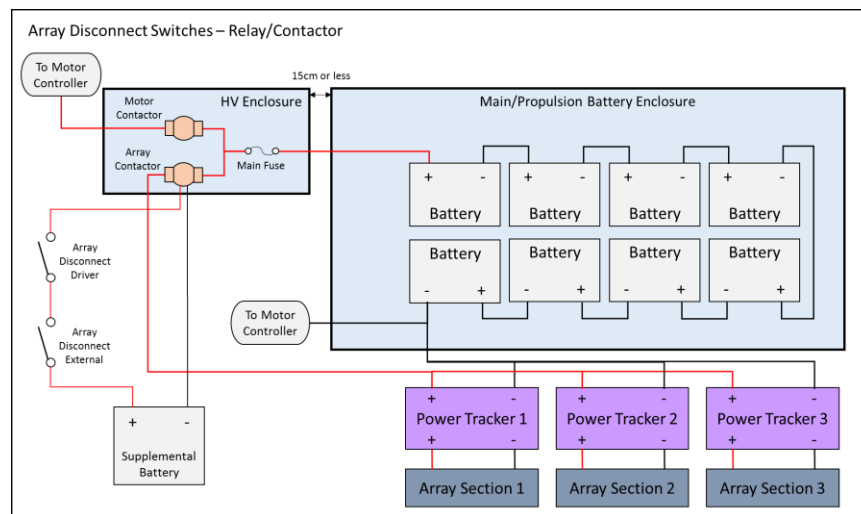 Array Disconnect Switches – Relay/Contactor
To Motor
Controller
15cm or less
HV Enclosure
Motor
Contactor
Array
Contactor
Main Fuse
Main/Propulsion Battery Enclosure
+ -
+ -
+ -
+ -
Battery
Battery
Battery
Battery
Battery
Battery
Battery
Battery
- +
- +
- +
- +
Array
Disconnect
Driver
To Motor
Controller
Array
Disconnect
External
+ -
Supplemental
Battery
+ -
Power Tracker 1
+ -
+ -
Power Tracker 2
+ -
+ -
Power Tracker 3
+ -
Array Section 1
Array Section 2
Array Section 3